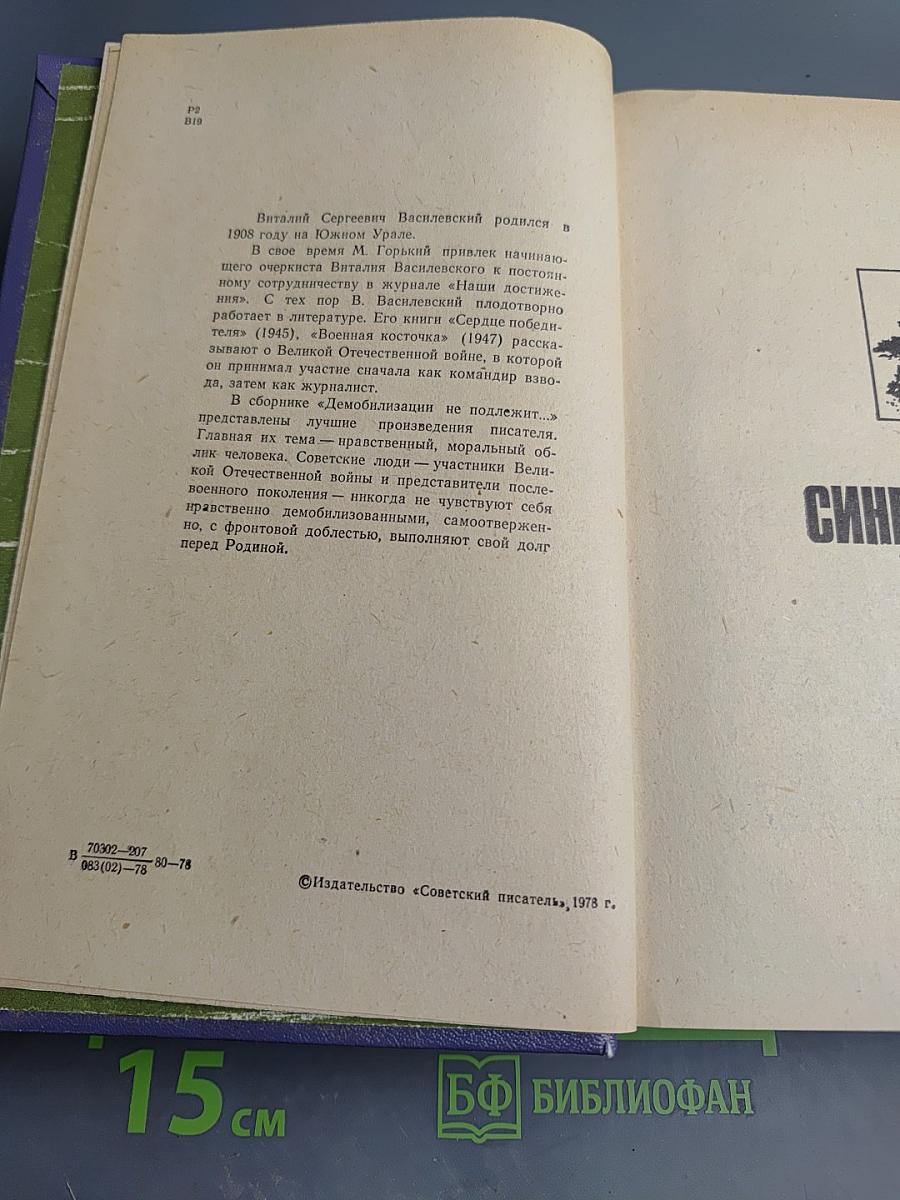 Р2
В19
Виталий Сергеевич Василевский родился в
1908 году на Южном Урале.
В свое время М. Горький привлек начинаю-
щего очеркиста Виталия Василевского к постоян-
ному сотрудничеству в журнале «Наши достиже-
ния». С тех пор В. Василевский плодотворно
работает в литературе. Его книги «Сердце победи-
теля» (1945), «Военная косточка» (1947) расска-
зывают о Великой Отечественной войне, в которой
он принимал участие сначала как командир взво-
да, затем как журналист.
В сборнике «Демобилизации не подлежит...»
представлены лучшие произведения писателя.
Главная их тема — нравственный, моральный об-
лик человека. Советские люди — участники Вели-
кой Отечественной войны и представители после-
военного поколения — никогда не чувствуют себя
нравственно демобилизованными, самоотвержен-
но, с фронтовой доблестью, выполняют свой долг
перед Родиной.
В 70302—207
083(02)—78 80—78
©Издательство «Советский писатель», 1978 г.
15 см
БФ БИБЛИОФАН